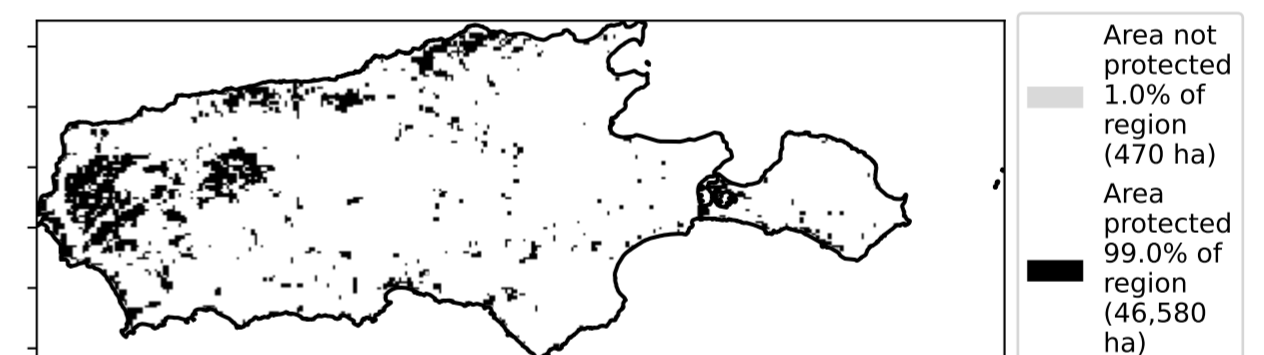 Area not
protected
1.0% of
region
(470 ha)
Area
protected
99.0% of
region
(46,580
ha)